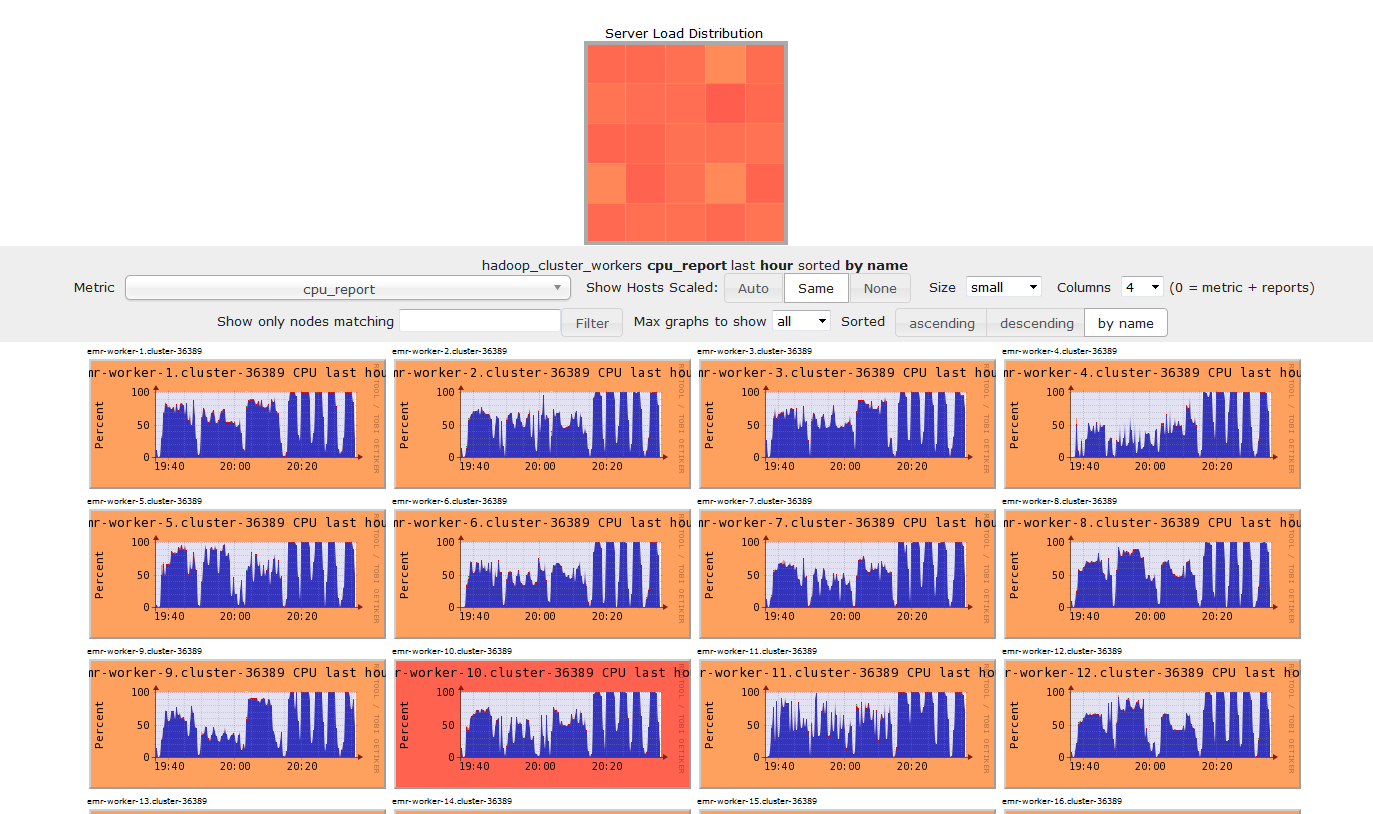 Server Load Distribution
hadoop_cluster_workers cpu_report last hour sorted by name
Metric cpu_report Show Hosts Scaled: Auto Same None Size small Columns 4 (0 = metric + reports)
Show only nodes matching Filter Max graphs to show all Sorted ascending descending by name
emr-worker-1.cluster-36389 emr-worker-2.cluster-36389 emr-worker-3.cluster-36389 emr-worker-4.cluster-36389
nr-worker-1.cluster-36389 CPU last hou
RRDTOOL / TOBI OETIKER
Percent
100
50
0
19:40 20:00 20:20
nr-worker-2.cluster-36389 CPU last hou
RRDTOOL / TOBI OETIKER
Percent
100
50
0
19:40 20:00 20:20
nr-worker-3.cluster-36389 CPU last hou
RRDTOOL / TOBI OETIKER
Percent
100
50
0
19:40 20:00 20:20
nr-worker-4.cluster-36389 CPU last hou
RRDTOOL / TOBI OETIKER
Percent
100
50
0
19:40 20:00 20:20
emr-worker-5.cluster-36389 emr-worker-6.cluster-36389 emr-worker-7.cluster-36389 emr-worker-8.cluster-36389
nr-worker-5.cluster-36389 CPU last hou
RRDTOOL / TOBI OETIKER
Percent
100
50
0
19:40 20:00 20:20
nr-worker-6.cluster-36389 CPU last hou
RRDTOOL / TOBI OETIKER
Percent
100
50
0
19:40 20:00 20:20
nr-worker-7.cluster-36389 CPU last hou
RRDTOOL / TOBI OETIKER
Percent
100
50
0
19:40 20:00 20:20
nr-worker-8.cluster-36389 CPU last hou
RRDTOOL / TOBI OETIKER
Percent
100
50
0
19:40 20:00 20:20
emr-worker-9.cluster-36389 emr-worker-10.cluster-36389 emr-worker-11.cluster-36389 emr-worker-12.cluster-36389
nr-worker-9.cluster-36389 CPU last hou
RRDTOOL / TOBI OETIKER
Percent
100
50
0
19:40 20:00 20:20
r-worker-10.cluster-36389 CPU last ho
RRDTOOL / TOBI OETIKER
Percent
100
50
0
19:40 20:00 20:20
r-worker-11.cluster-36389 CPU last ho
RRDTOOL / TOBI OETIKER
Percent
100
50
0
19:40 20:00 20:20
r-worker-12.cluster-36389 CPU last ho
RRDTOOL / TOBI OETIKER
Percent
100
50
0
19:40 20:00 20:20
emr-worker-13.cluster-36389 emr-worker-14.cluster-36389 emr-worker-15.cluster-36389 emr-worker-16.cluster-36389